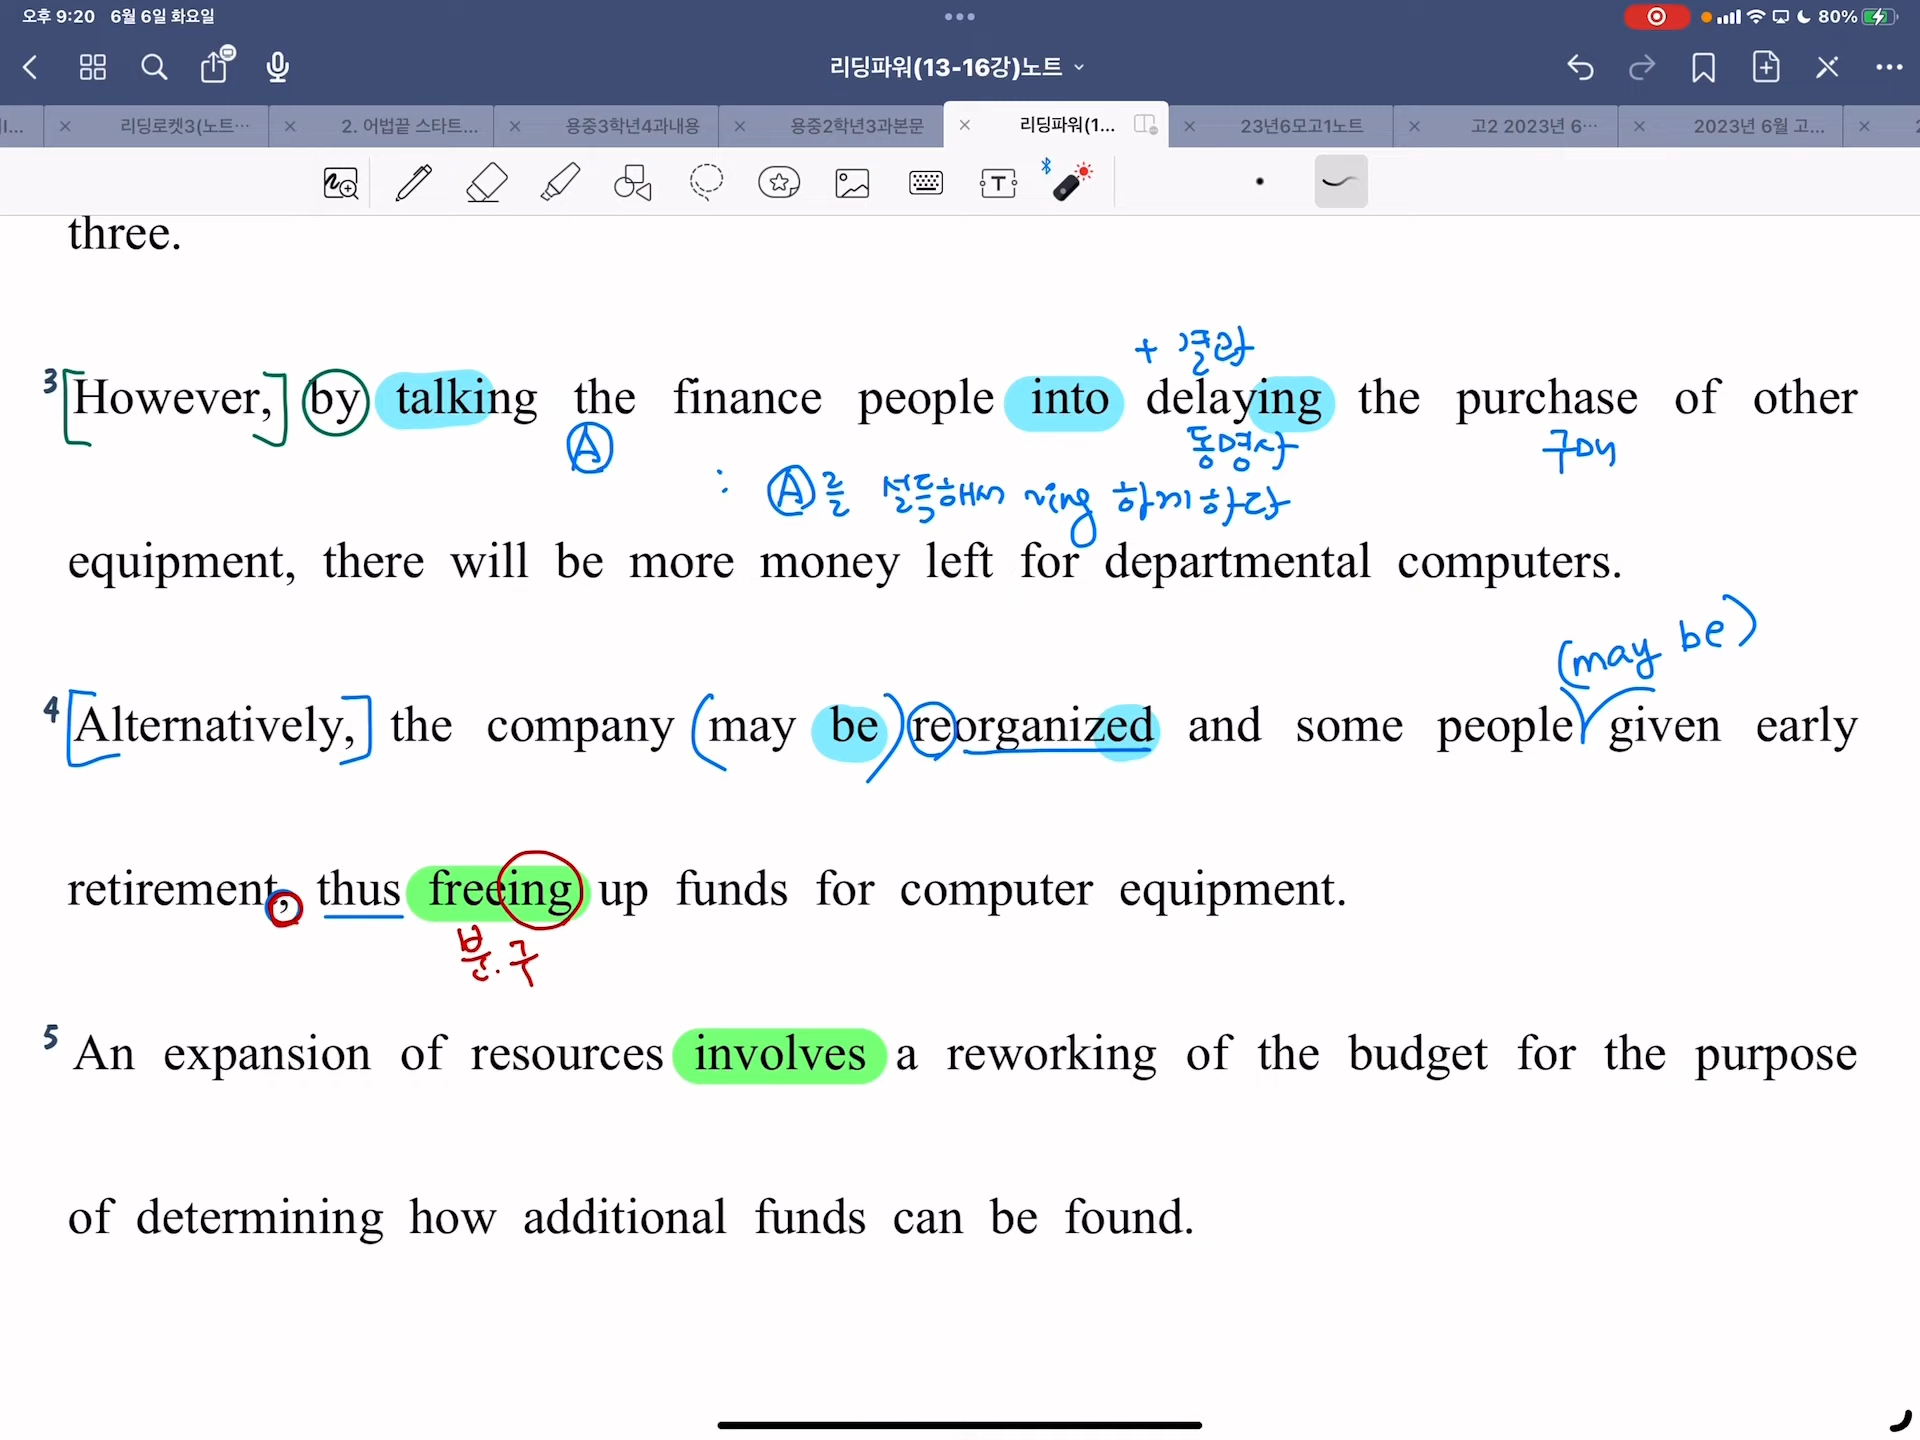 오후 9:20 6월 6일 화요일
80%
리딩파워(13-16강)노트
리딩로켓3(노트…
2. 어법끝 스타트...
용중3학년4과내용
용중2학년3과본문
리딩파워(1...
23년6모고1노트
고2 2023년 6…
2023년 6월 고...
three.
+ 결과
3 [However,] by talking the finance people into delaying the purchase of other
Ⓐ 동명사 구매
: Ⓐ를 설득해서 ~ing 하게하다
equipment, there will be more money left for departmental computers.
(may be)
4 [Alternatively,] the company (may be) reorganized and some people given early
retirement, thus freeing up funds for computer equipment.
분.구
5 An expansion of resources involves a reworking of the budget for the purpose
of determining how additional funds can be found.